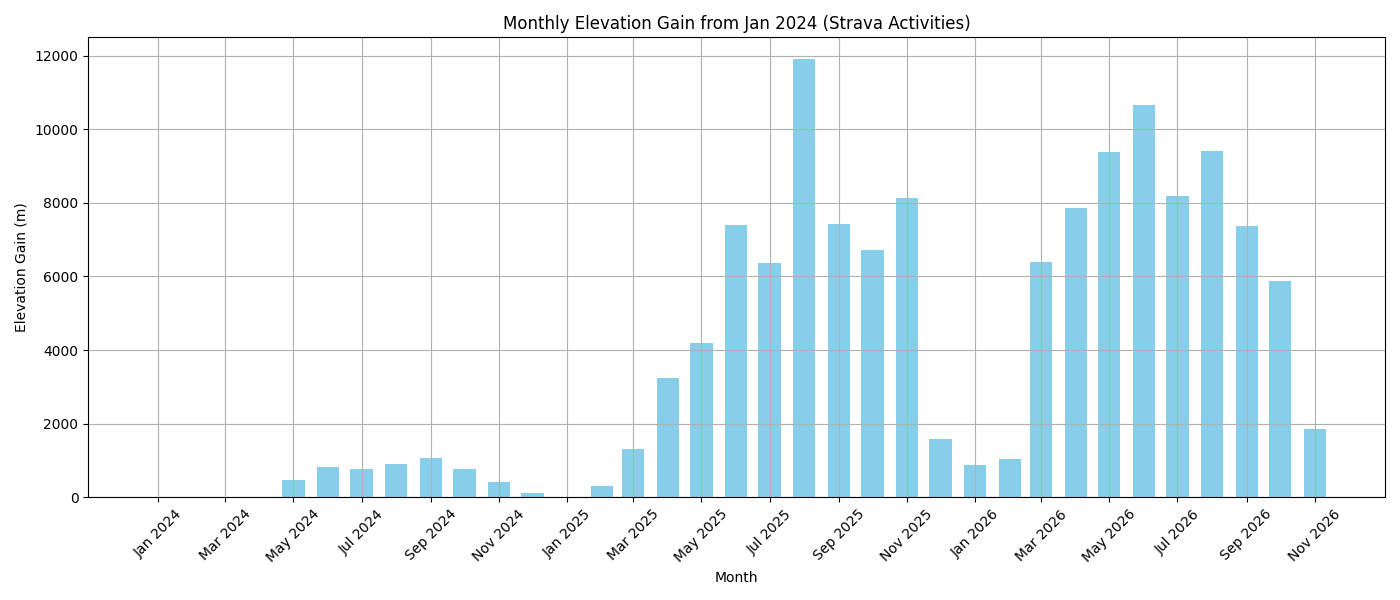 Monthly Elevation Gain from Jan 2024 (Strava Activities)
Elevation Gain (m)
12000
10000
8000
6000
4000
2000
0
Jan 2024
Mar 2024
May 2024
Jul 2024
Sep 2024
Nov 2024
Jan 2025
Mar 2025
May 2025
Jul 2025
Sep 2025
Nov 2025
Jan 2026
Mar 2026
May 2026
Jul 2026
Sep 2026
Nov 2026
Month